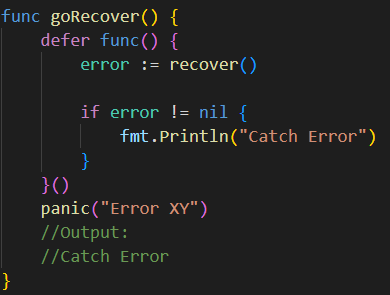 func goRecover() {
    defer func() {
        error := recover()

        if error != nil {
            fmt.Println("Catch Error")
        }
    }()
    panic("Error XY")
    //Output:
    //Catch Error
}